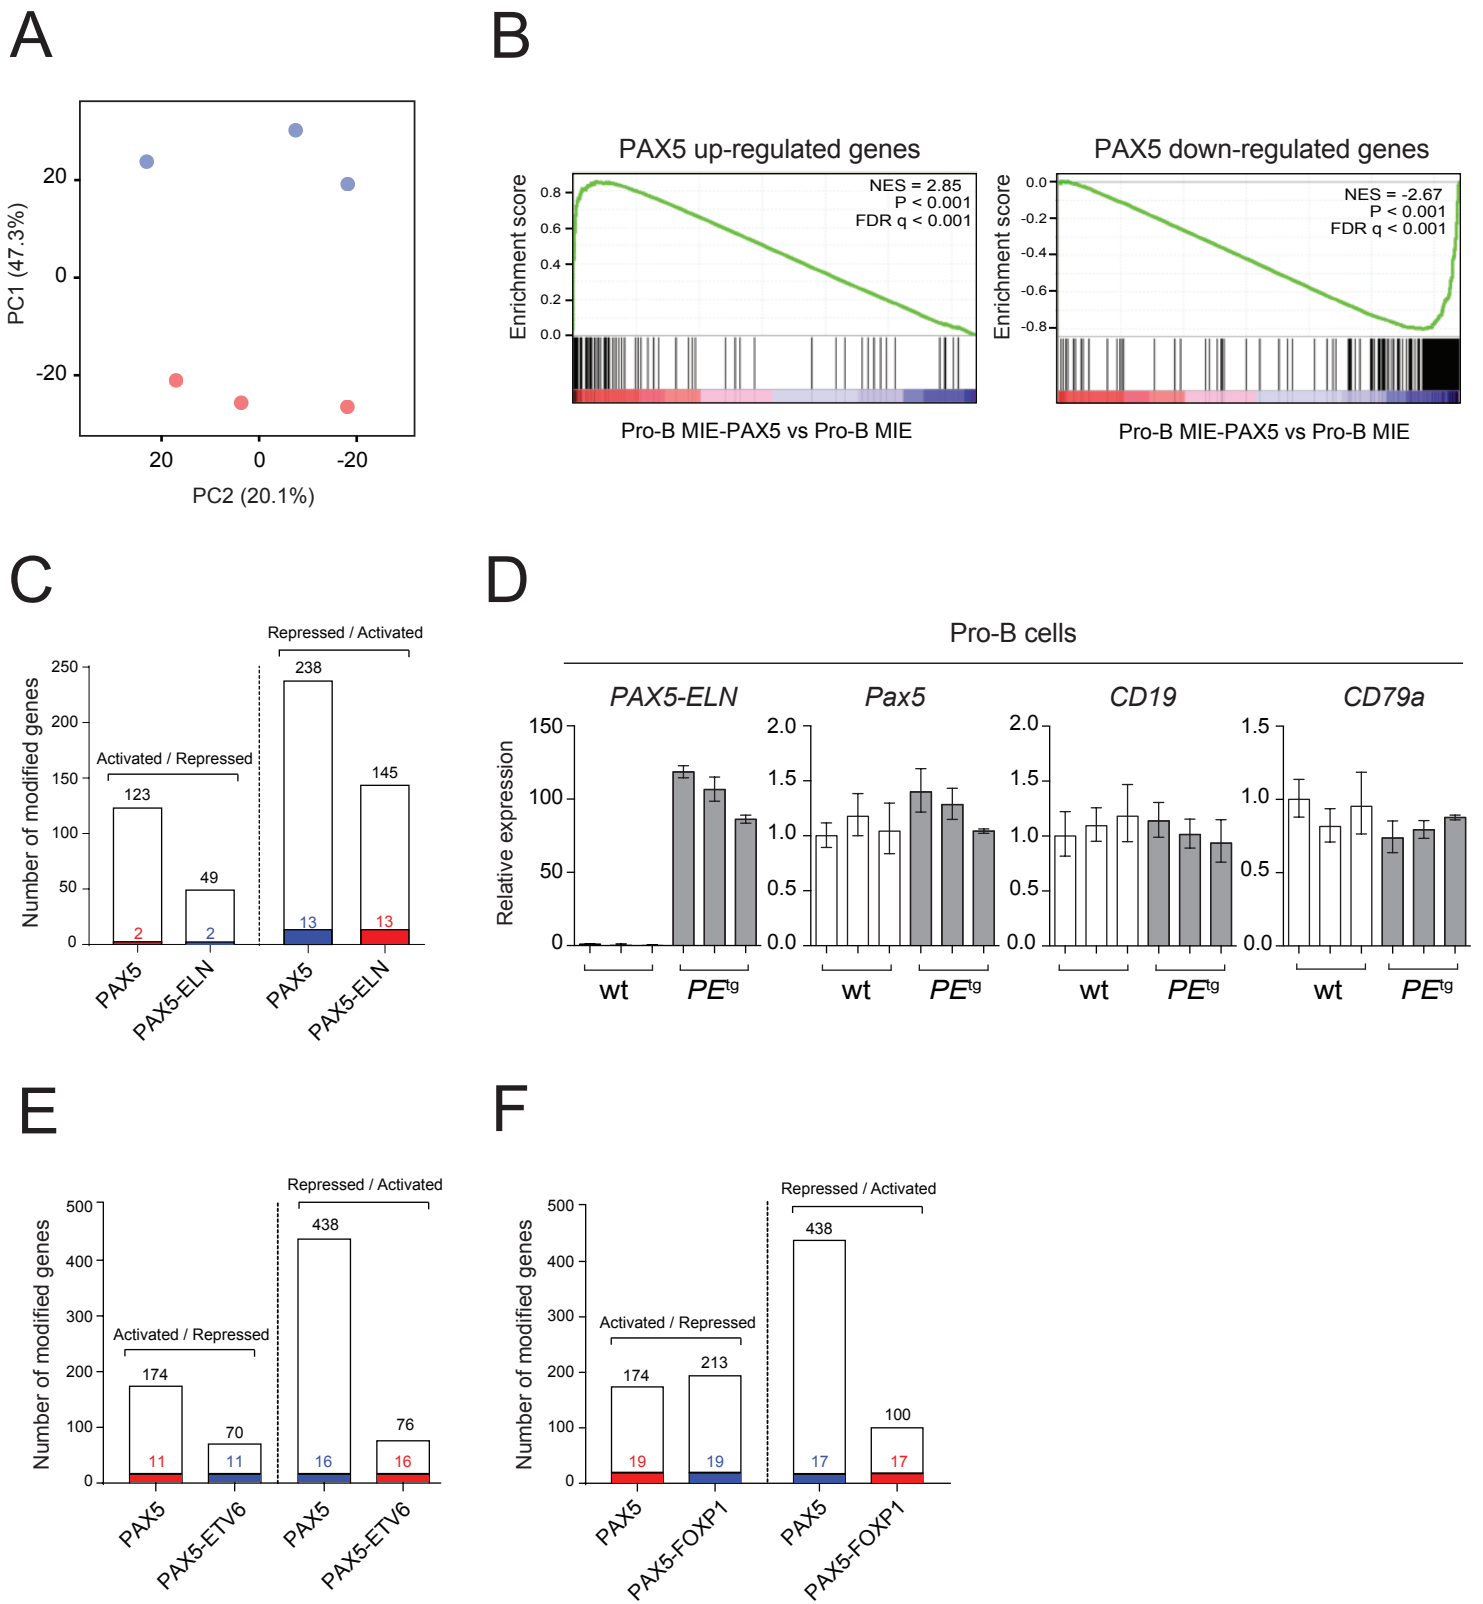 A
20
0
-20
PC1 (47.3%)
20
0
-20
PC2 (20.1%)
B
PAX5 up-regulated genes
Enrichment score
0.8
0.6
0.4
0.2
0.0
NES = 2.85
P < 0.001
FDR q < 0.001
Pro-B MIE-PAX5 vs Pro-B MIE
PAX5 down-regulated genes
Enrichment score
0.0
-0.2
-0.4
-0.6
-0.8
NES = -2.67
P < 0.001
FDR q < 0.001
Pro-B MIE-PAX5 vs Pro-B MIE
C
Number of modified genes
250
200
150
100
50
0
Activated / Repressed
123
49
2
2
Repressed / Activated
238
145
13
13
PAX5
PAX5-ELN
PAX5
PAX5-ELN
D
Pro-B cells
Relative expression
PAX5-ELN
150
100
50
0
wt
PEtg
Pax5
2.0
1.5
1.0
0.5
0.0
wt
PEtg
CD19
2.0
1.5
1.0
0.5
0.0
wt
PEtg
CD79a
1.5
1.0
0.5
0.0
wt
PEtg
E
Number of modified genes
500
400
300
200
100
0
Activated / Repressed
174
70
11
11
Repressed / Activated
438
76
16
16
PAX5
PAX5-ETV6
PAX5
PAX5-ETV6
F
Number of modified genes
500
400
300
200
100
0
Activated / Repressed
174
213
19
19
Repressed / Activated
438
100
17
17
PAX5
PAX5-FOXP1
PAX5
PAX5-FOXP1